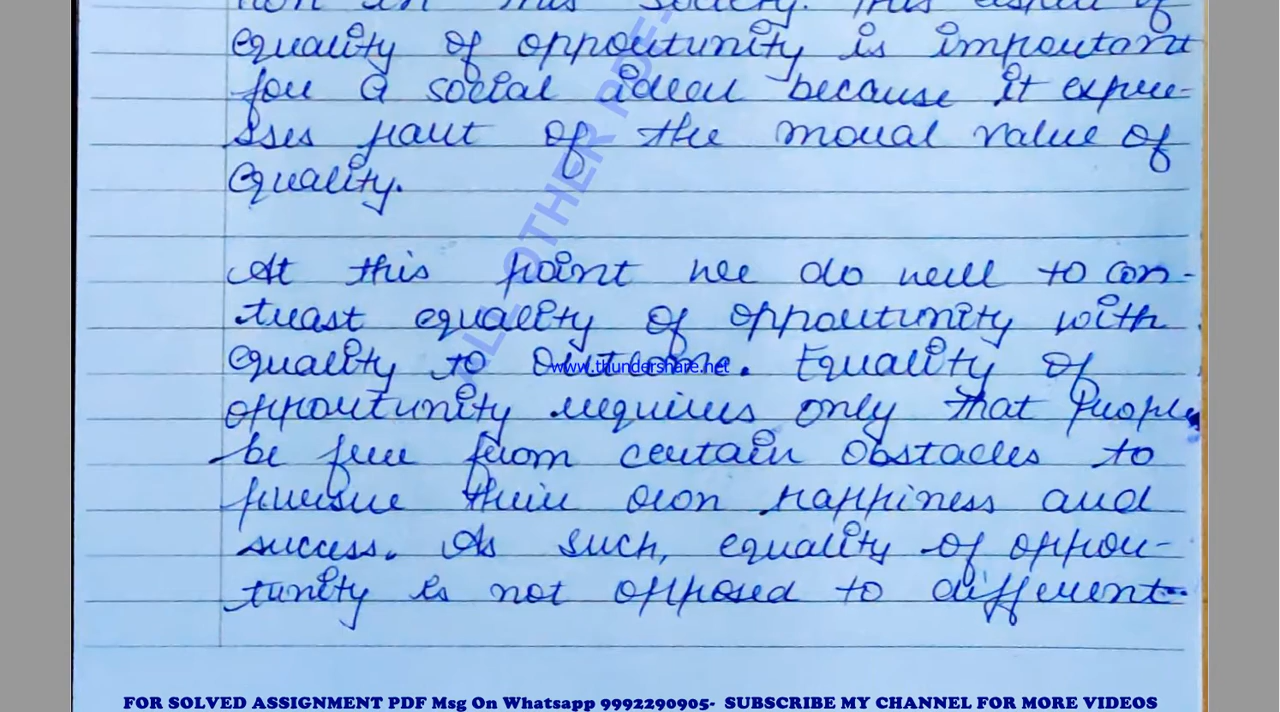 non in this society. This aspect of
equality of opportunity is important
for a social ideal because it expre-
sses part of the moral value of
equality.
At this point we do well to con-
trast equality of opportunity with
equality to outcome. Equality of
www.thundershare.net
opportunity requires only that people
be free from certain obstacles to
pursue their own happiness and
success. As such, equality of oppor-
tunity is not opposed to different
OTHER PDF-
FOR SOLVED ASSIGNMENT PDF Msg On Whatsapp 9992290905- SUBSCRIBE MY CHANNEL FOR MORE VIDEOS